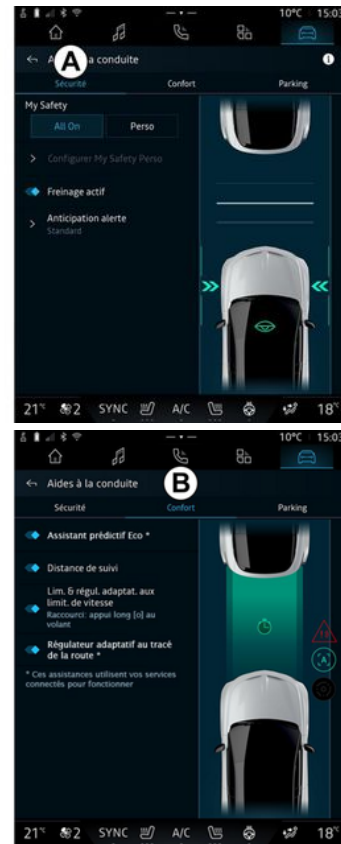 10°C 15:03
A
A la conduite
Sécurité Confort Parking
My Safety
All On Perso
Configurer My Safety Perso
Freinage actif
Anticipation alerte
Standard
21° 2 SYNC A/C 18°
10°C 15:03
Aides à la conduite
B
Sécurité Confort Parking
Assistant prédictif Eco *
Distance de suivi
Lim. & régul. adaptat. aux
limit. de vitesse
Raccourci: appui long [o] au
volant
Régulateur adaptatif au tracé
de la route *
* Ces assistances utilisent vos services
connectés pour fonctionner
A
21° 2 SYNC A/C 18°